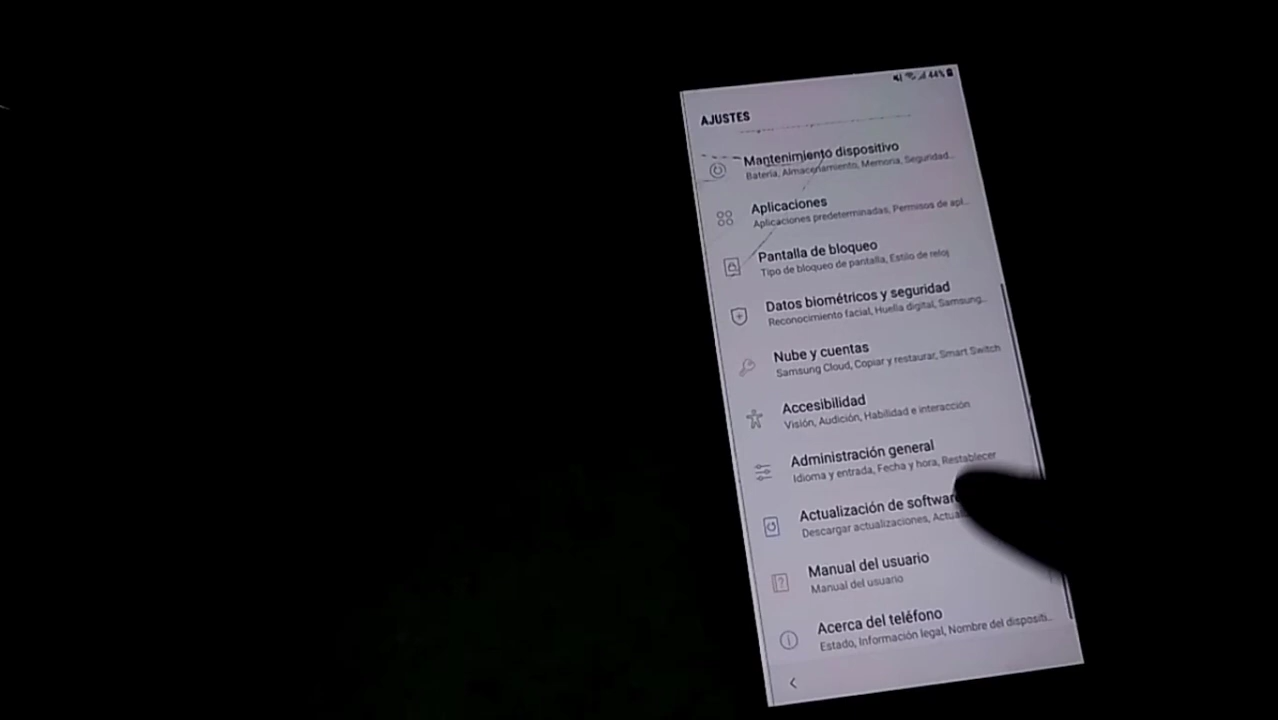 44%
AJUSTES
Mantenimiento dispositivo
Batería, Almacenamiento, Memoria, Seguridad...
Aplicaciones
Aplicaciones predeterminadas, Permisos de apl...
Pantalla de bloqueo
Tipo de bloqueo de pantalla, Estilo de reloj
Datos biométricos y seguridad
Reconocimiento facial, Huella digital, Samsung...
Nube y cuentas
Samsung Cloud, Copiar y restaurar, Smart Switch
Accesibilidad
Visión, Audición, Habilidad e interacción
Administración general
Idioma y entrada, Fecha y hora, Restablecer
Actualización de software
Descargar actualizaciones,
Manual del usuario
Manual del usuario
Acerca del teléfono
Estado, Información legal, Nombre del dispositi...